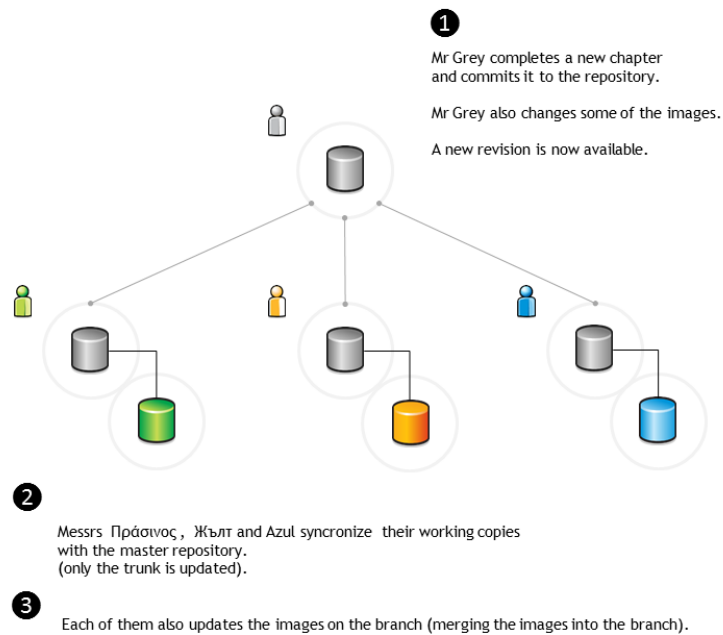 1
Mr Grey completes a new chapter
and commits it to the repository.
Mr Grey also changes some of the images.
A new revision is now available.
2
Messrs Πράσινος , Жълт and Azul syncronize their working copies
with the master repository.
(only the trunk is updated).
3
Each of them also updates the images on the branch (merging the images into the branch).